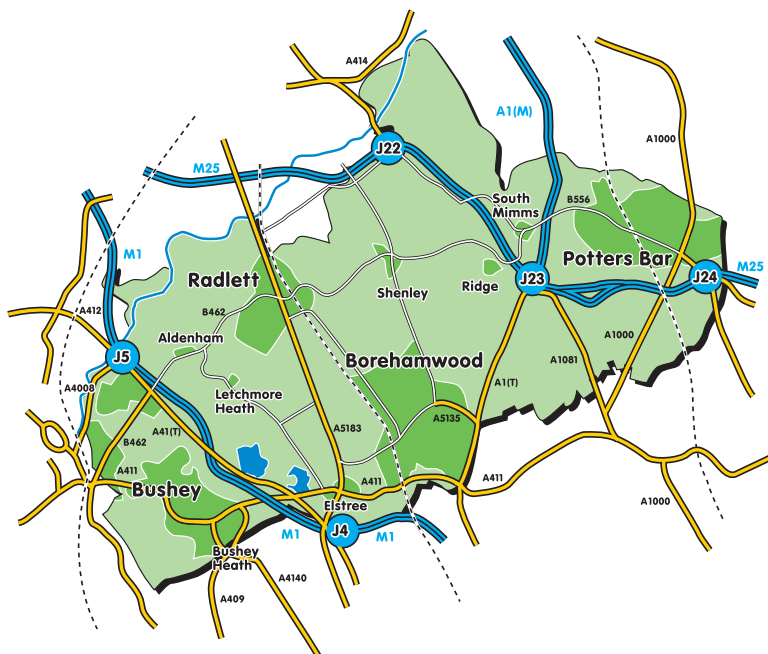 A414
A1(M)
J22
A1000
M25
South
Mimms
B556
M1
Potters Bar
Radlett
J23
J24
M25
Shenley
Ridge
A412
B462
Aldenham
A1000
J5
Borehamwood
A1081
A4008
Letchmore
Heath
A1(T)
B462
A41(T)
A5183
A5135
A411
Bushey
A411
A411
Elstree
A1000
M1
J4
M1
Bushey
Heath
A4140
A409